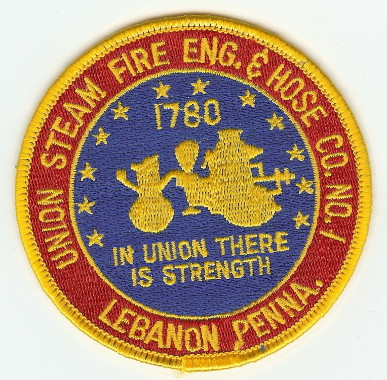 UNION STEAM FIRE ENG. & HOSE CO. NO. 1
1780
IN UNION THERE
IS STRENGTH
LEBANON PENNA.